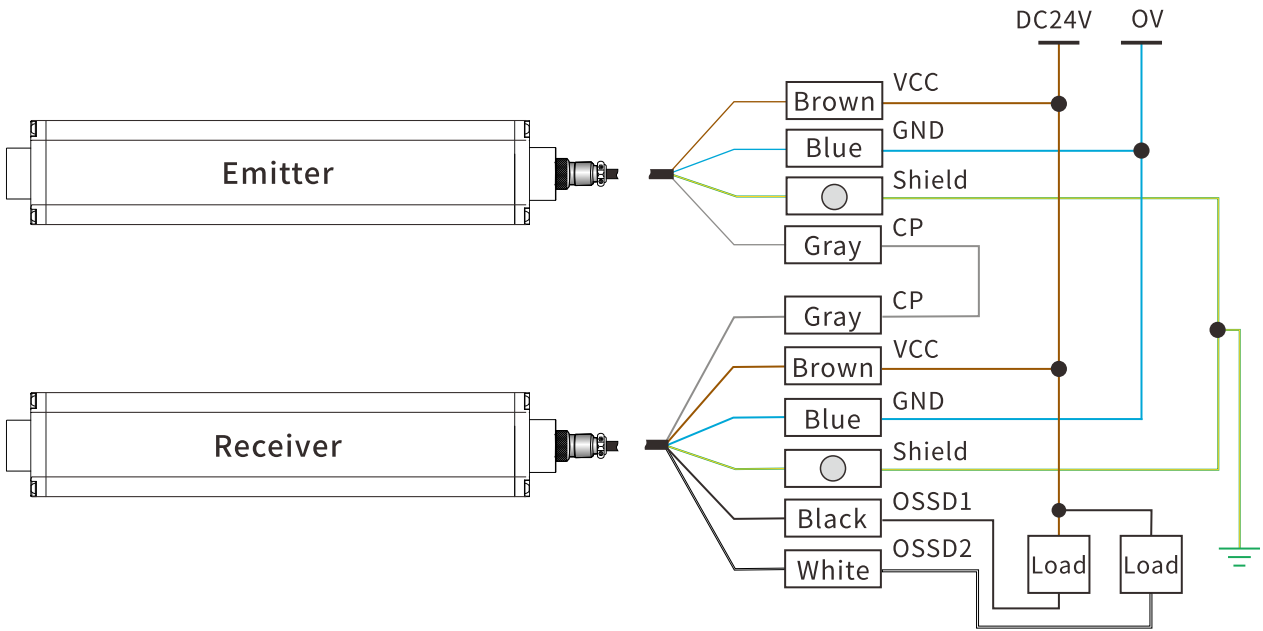 DC24V OV
VCC
Brown
GND
Blue
Emitter
Shield
CP
Gray
CP
Gray
VCC
Brown
GND
Blue
Receiver
Shield
OSSD1
Black
OSSD2
White
Load Load